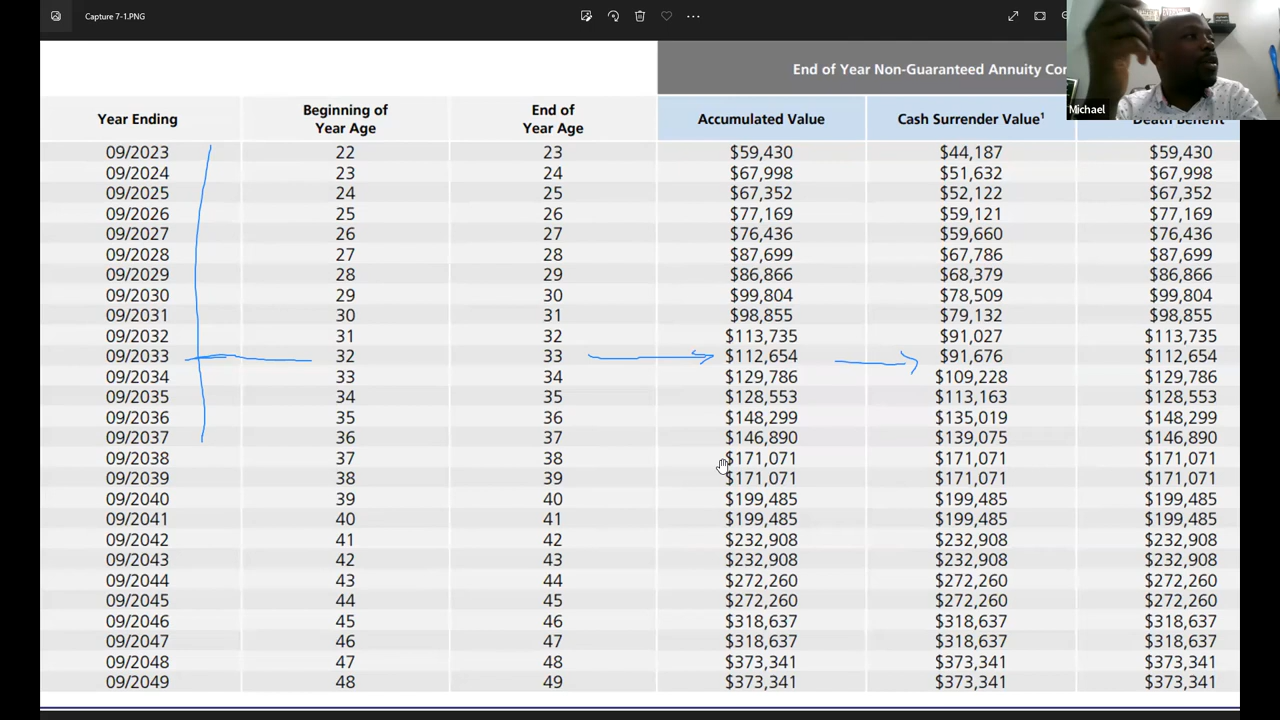 Capture 7-1.PNG
Michael
End of Year Non-Guaranteed Annuity
Year Ending Beginning of Year Age End of Year Age Accumulated Value Cash Surrender Value¹ Death Benefit
09/2023 22 23 $59,430 $44,187 $59,430
09/2024 23 24 $67,998 $51,632 $67,998
09/2025 24 25 $67,352 $52,122 $67,352
09/2026 25 26 $77,169 $59,121 $77,169
09/2027 26 27 $76,436 $59,660 $76,436
09/2028 27 28 $87,699 $67,786 $87,699
09/2029 28 29 $86,866 $68,379 $86,866
09/2030 29 30 $99,804 $78,509 $99,804
09/2031 30 31 $98,855 $79,132 $98,855
09/2032 31 32 $113,735 $91,027 $113,735
09/2033 32 33 $112,654 $91,676 $112,654
09/2034 33 34 $129,786 $109,228 $129,786
09/2035 34 35 $128,553 $113,163 $128,553
09/2036 35 36 $148,299 $135,019 $148,299
09/2037 36 37 $146,890 $139,075 $146,890
09/2038 37 38 $171,071 $171,071 $171,071
09/2039 38 39 $171,071 $171,071 $171,071
09/2040 39 40 $199,485 $199,485 $199,485
09/2041 40 41 $199,485 $199,485 $199,485
09/2042 41 42 $232,908 $232,908 $232,908
09/2043 42 43 $232,908 $232,908 $232,908
09/2044 43 44 $272,260 $272,260 $272,260
09/2045 44 45 $272,260 $272,260 $272,260
09/2046 45 46 $318,637 $318,637 $318,637
09/2047 46 47 $318,637 $318,637 $318,637
09/2048 47 48 $373,341 $373,341 $373,341
09/2049 48 49 $373,341 $373,341 $373,341